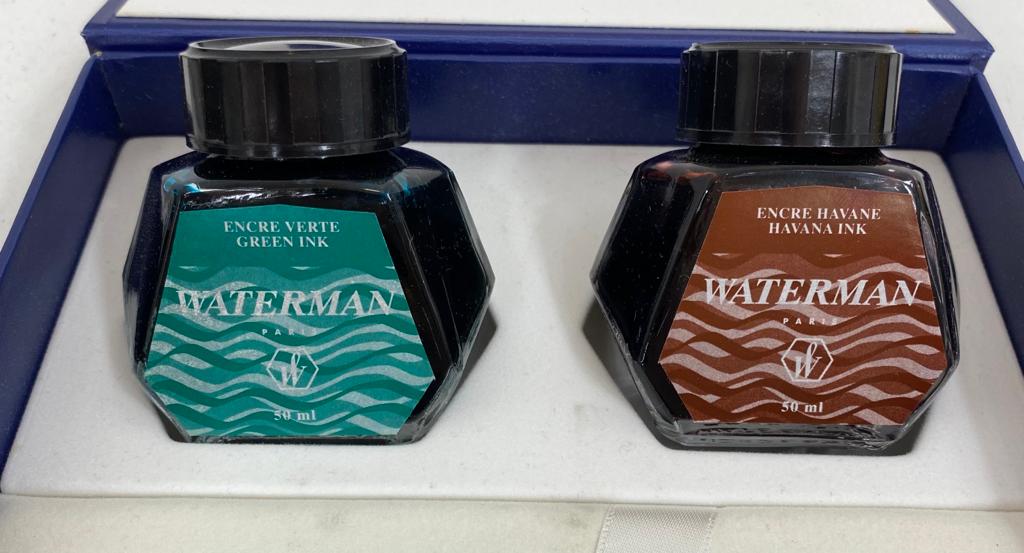 ENCRE VERTE
GREEN INK
WATERMAN
PARIS
W
50 ml
ENCRE HAVANE
HAVANA INK
WATERMAN
PARIS
W
50 ml